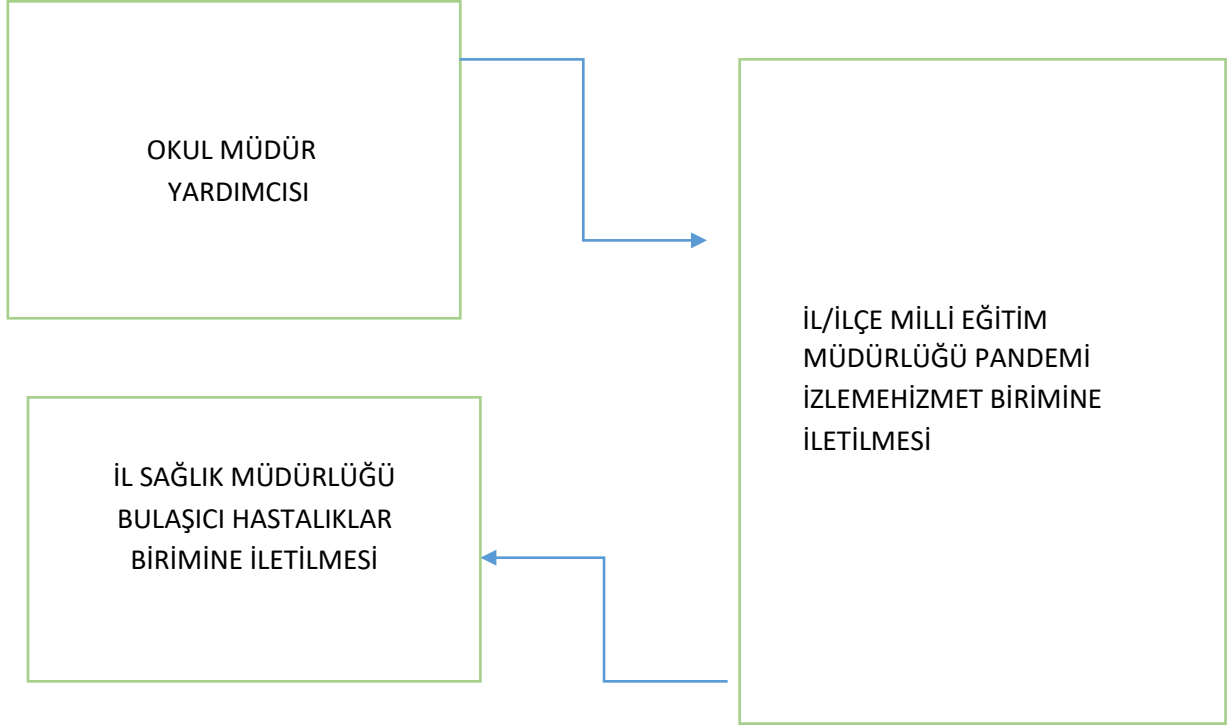 OKUL MÜDÜR
YARDIMCISI
İL/İLÇE MİLLİ EĞİTİM
MÜDÜRLÜĞÜ PANDEMİ
İZLEMEHİZMET BİRİMİNE
İLETİLMESİ
İL SAĞLIK MÜDÜRLÜĞÜ
BULAŞICI HASTALIKLAR
BİRİMİNE İLETİLMESİ